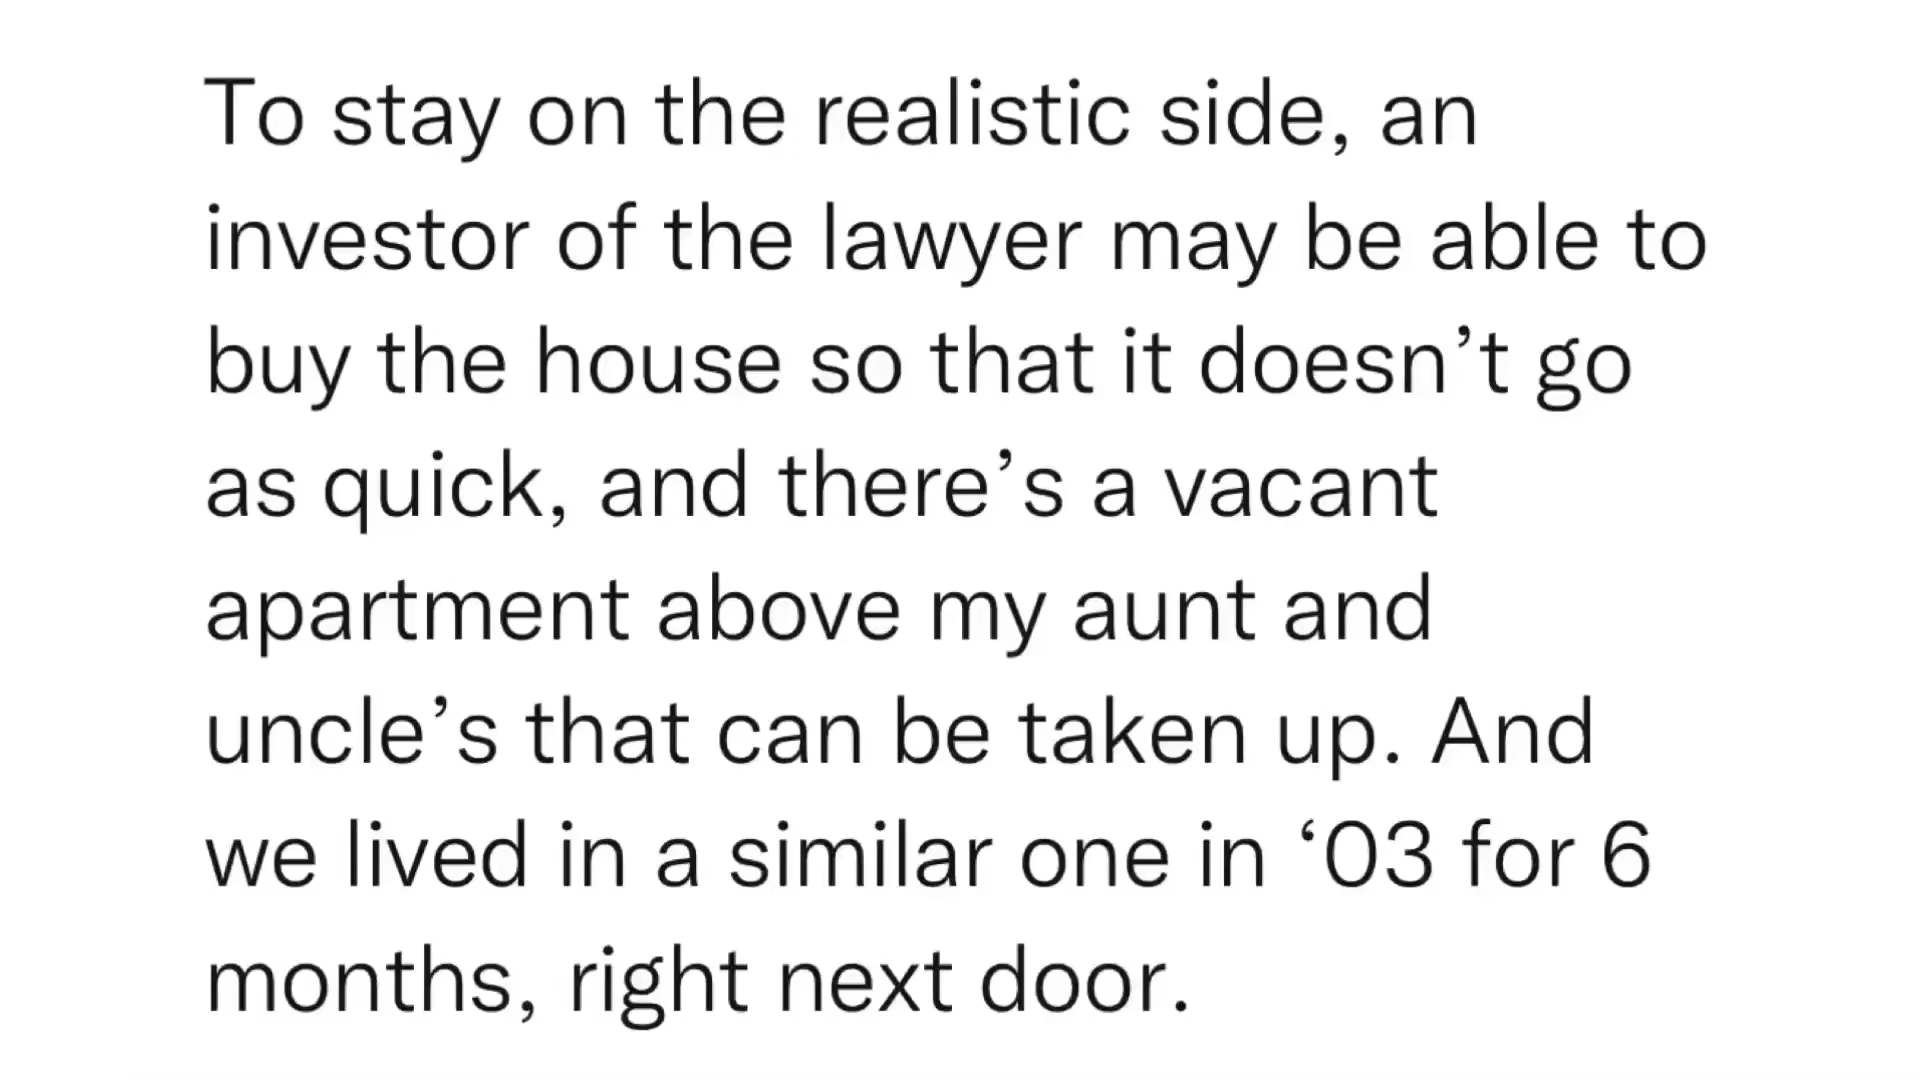 To stay on the realistic side, an
investor of the lawyer may be able to
buy the house so that it doesn’t go
as quick, and there’s a vacant
apartment above my aunt and
uncle’s that can be taken up. And
we lived in a similar one in ‘03 for 6
months, right next door.